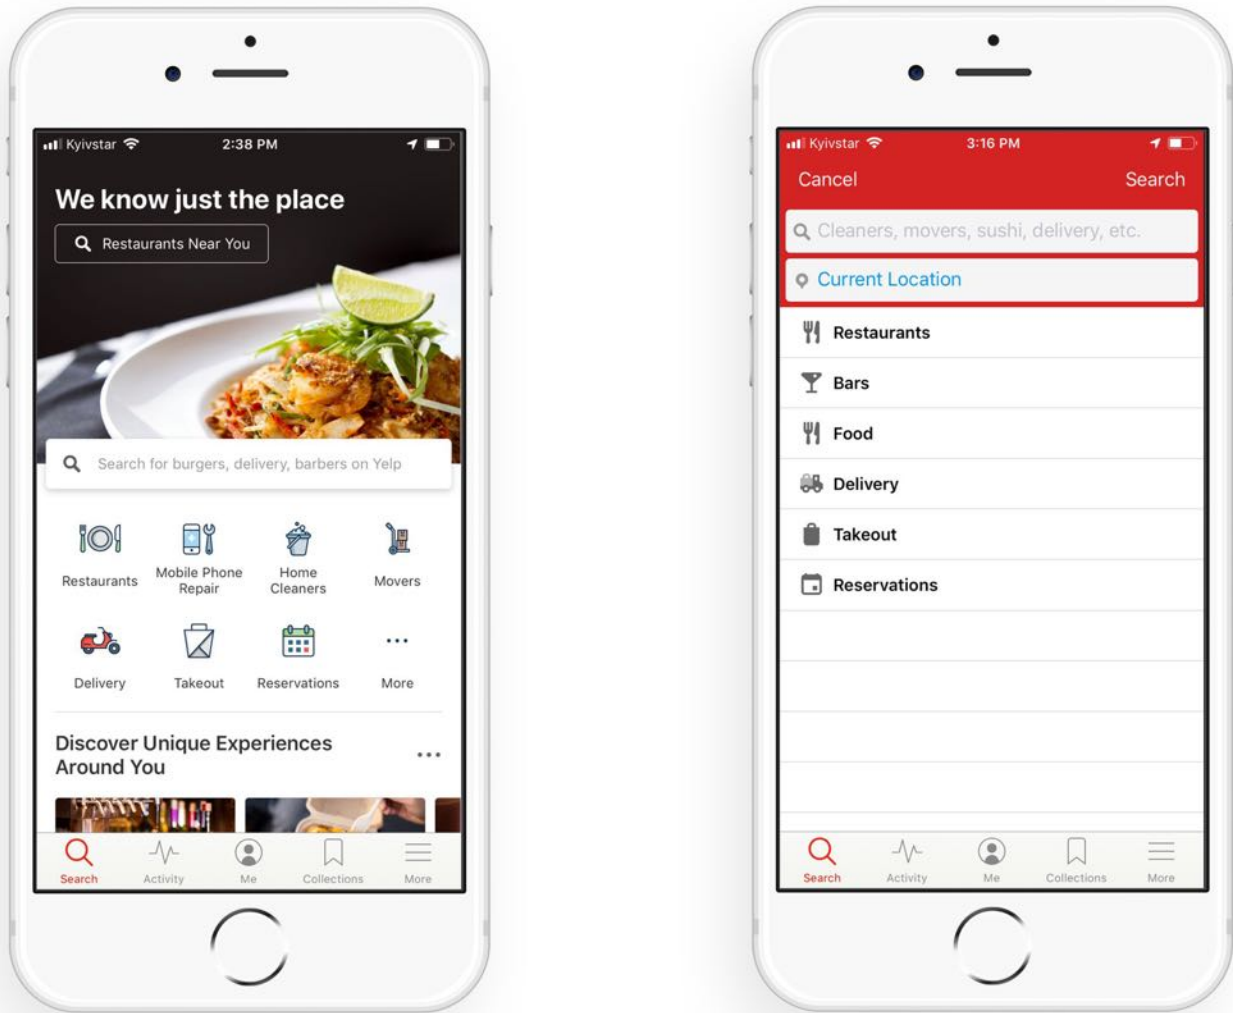 Kyivstar 2:38 PM
We know just the place
Restaurants Near You
Search for burgers, delivery, barbers on Yelp
Restaurants
Mobile Phone
Repair
Home
Cleaners
Movers
Delivery
Takeout
Reservations
More
Discover Unique Experiences
Around You
Search
Activity
Me
Collections
More
Kyivstar 3:16 PM
Cancel
Search
Cleaners, movers, sushi, delivery, etc.
Current Location
Restaurants
Bars
Food
Delivery
Takeout
Reservations
Search
Activity
Me
Collections
More